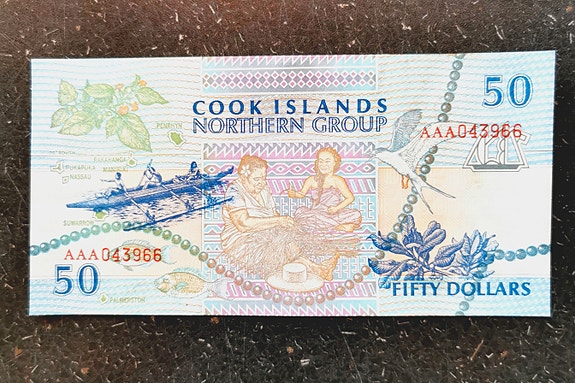 50
COOK ISLANDS
NORTHERN GROUP
AAA043966
PENRHYN
RAKAHANGA
PUKAPUKA
MANIHIKI
NASSAU
SUWARROW
AAA043966
50
PALMERSTON
FIFTY DOLLARS